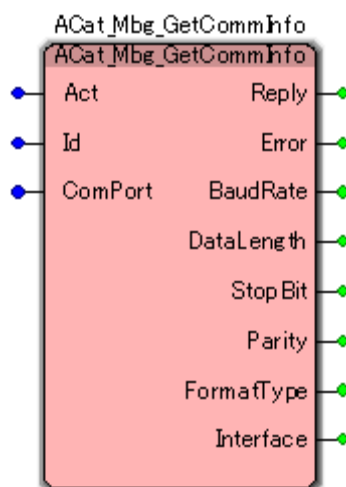 ACat_Mbg_GetCommInfo
ACat_Mbg_GetCommInfo
Act Reply
Id Error
ComPort BaudRate
DataLength
StopBit
Parity
FormatType
Interface